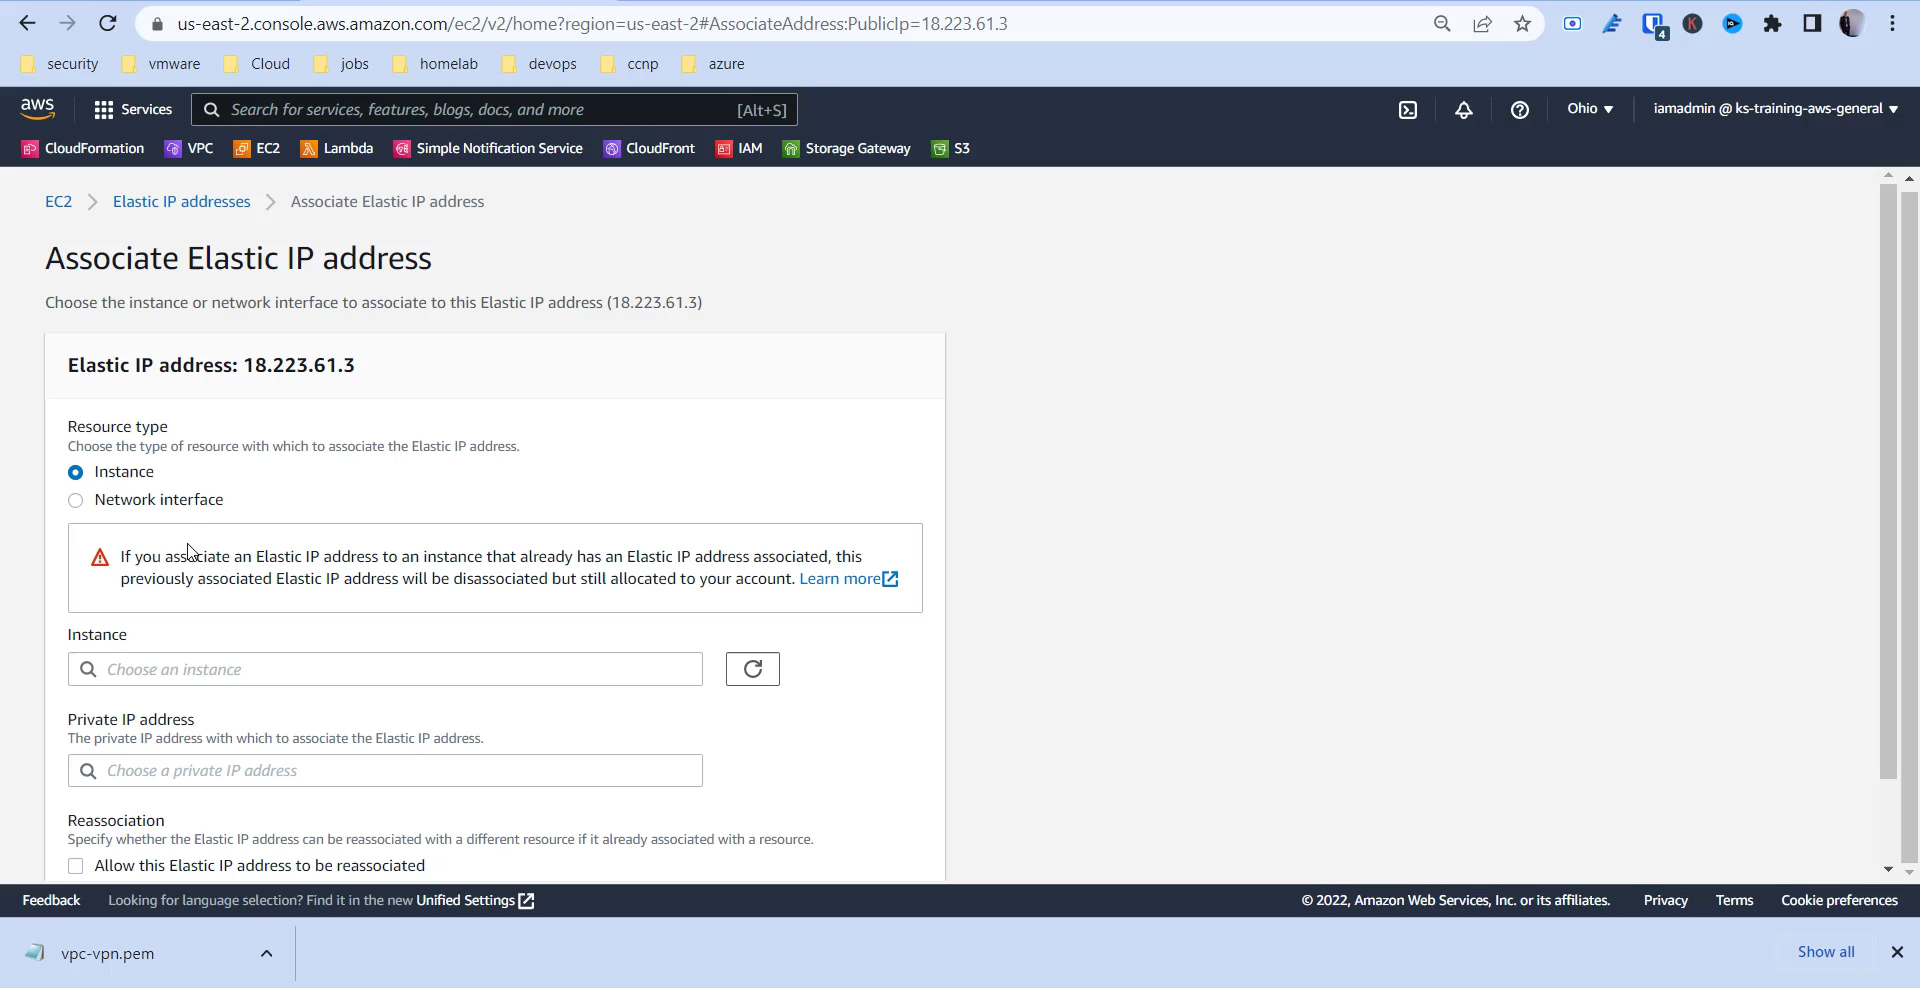 us-east-2.console.aws.amazon.com/ec2/v2/home?region=us-east-2#AssociateAddress:PublicIp=18.223.61.3
4
security vmware Cloud jobs homelab devops ccnp azure
aws Services Search for services, features, blogs, docs, and more [Alt+S] Ohio iamadmin @ ks-training-aws-general
CloudFormation VPC EC2 Lambda Simple Notification Service CloudFront IAM Storage Gateway S3
EC2 Elastic IP addresses Associate Elastic IP address
Associate Elastic IP address
Choose the instance or network interface to associate to this Elastic IP address (18.223.61.3)
Elastic IP address: 18.223.61.3
Resource type
Choose the type of resource with which to associate the Elastic IP address.
Instance
Network interface
If you associate an Elastic IP address to an instance that already has an Elastic IP address associated, this
previously associated Elastic IP address will be disassociated but still allocated to your account. Learn more
Instance
Choose an instance
Private IP address
The private IP address with which to associate the Elastic IP address.
Choose a private IP address
Reassociation
Specify whether the Elastic IP address can be reassociated with a different resource if it already associated with a resource.
Allow this Elastic IP address to be reassociated
Feedback Looking for language selection? Find it in the new Unified Settings © 2022, Amazon Web Services, Inc. or its affiliates. Privacy Terms Cookie preferences
vpc-vpn.pem Show all